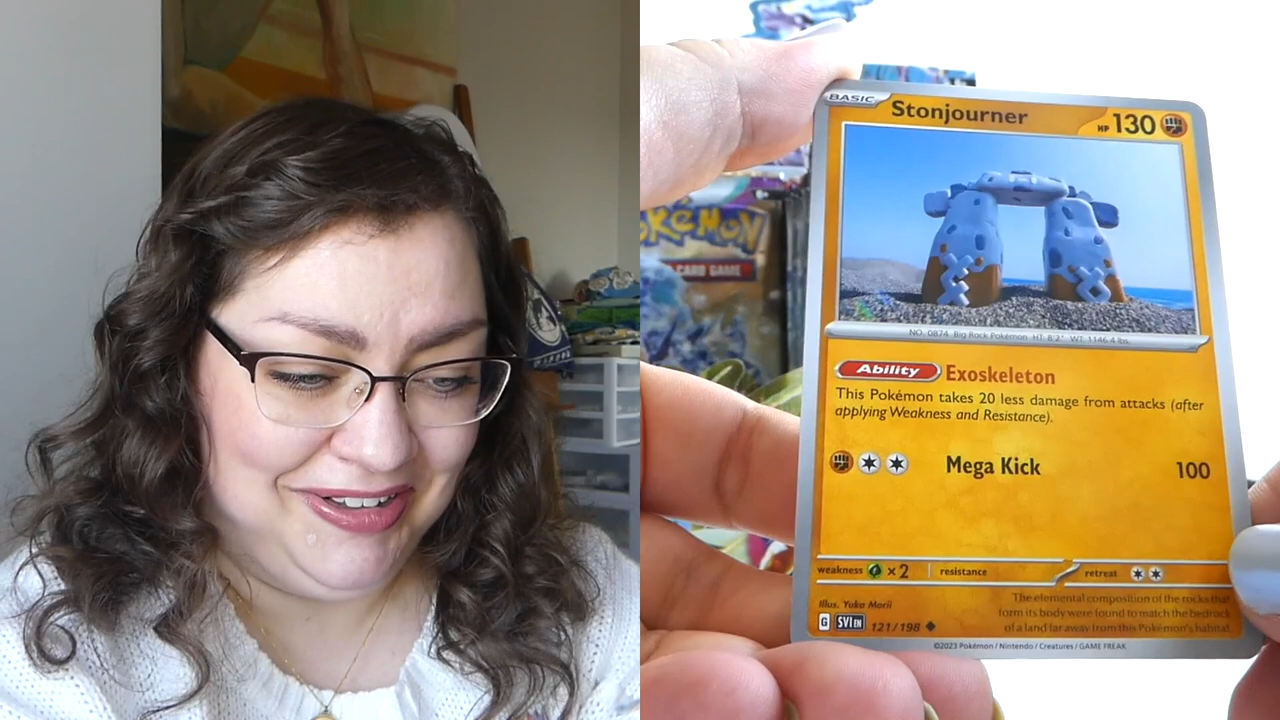 POKÉMON
CARD GAME
BASIC
Stonjourner
HP 130
NO. 0874 Big Rock Pokémon HT: 8'2" WT: 1146.4 lbs.
Ability Exoskeleton
This Pokémon takes 20 less damage from attacks (after
applying Weakness and Resistance).
Mega Kick 100
weakness ×2 resistance retreat
Illus. Yuka Morii
The elemental composition of the rocks that
form its body were found to match the bedrock
of a land far away from this Pokémon's habitat.
G SVI EN 121/198
©2023 Pokémon / Nintendo / Creatures / GAME FREAK